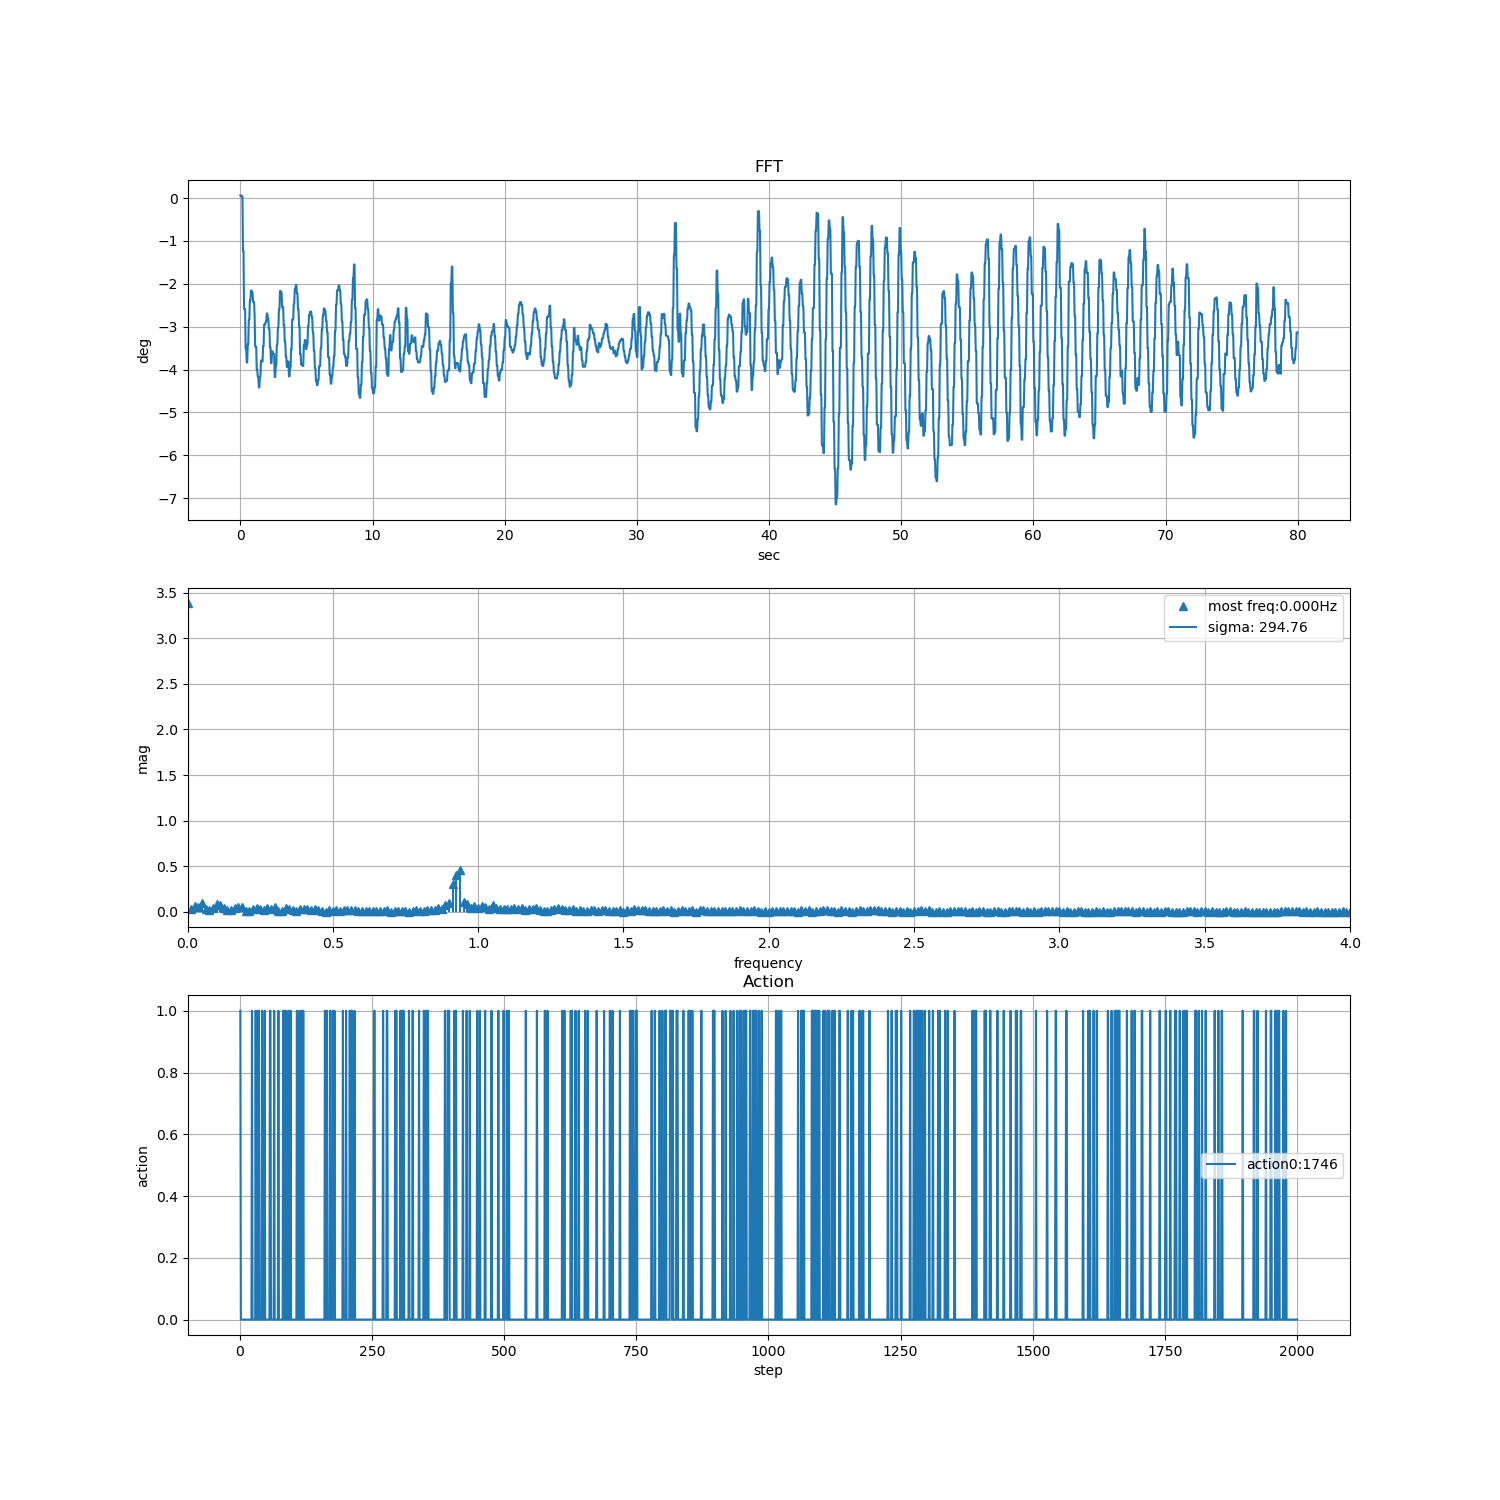 FFT
0
−1
−2
−3
−4
−5
−6
−7
deg
0 10 20 30 40 50 60 70 80
sec
3.5
3.0
2.5
2.0
1.5
1.0
0.5
0.0
mag
most freq:0.000Hz
sigma: 294.76
0.0 0.5 1.0 1.5 2.0 2.5 3.0 3.5 4.0
frequency
Action
1.0
0.8
0.6
0.4
0.2
0.0
action
action0:1746
0 250 500 750 1000 1250 1500 1750 2000
step